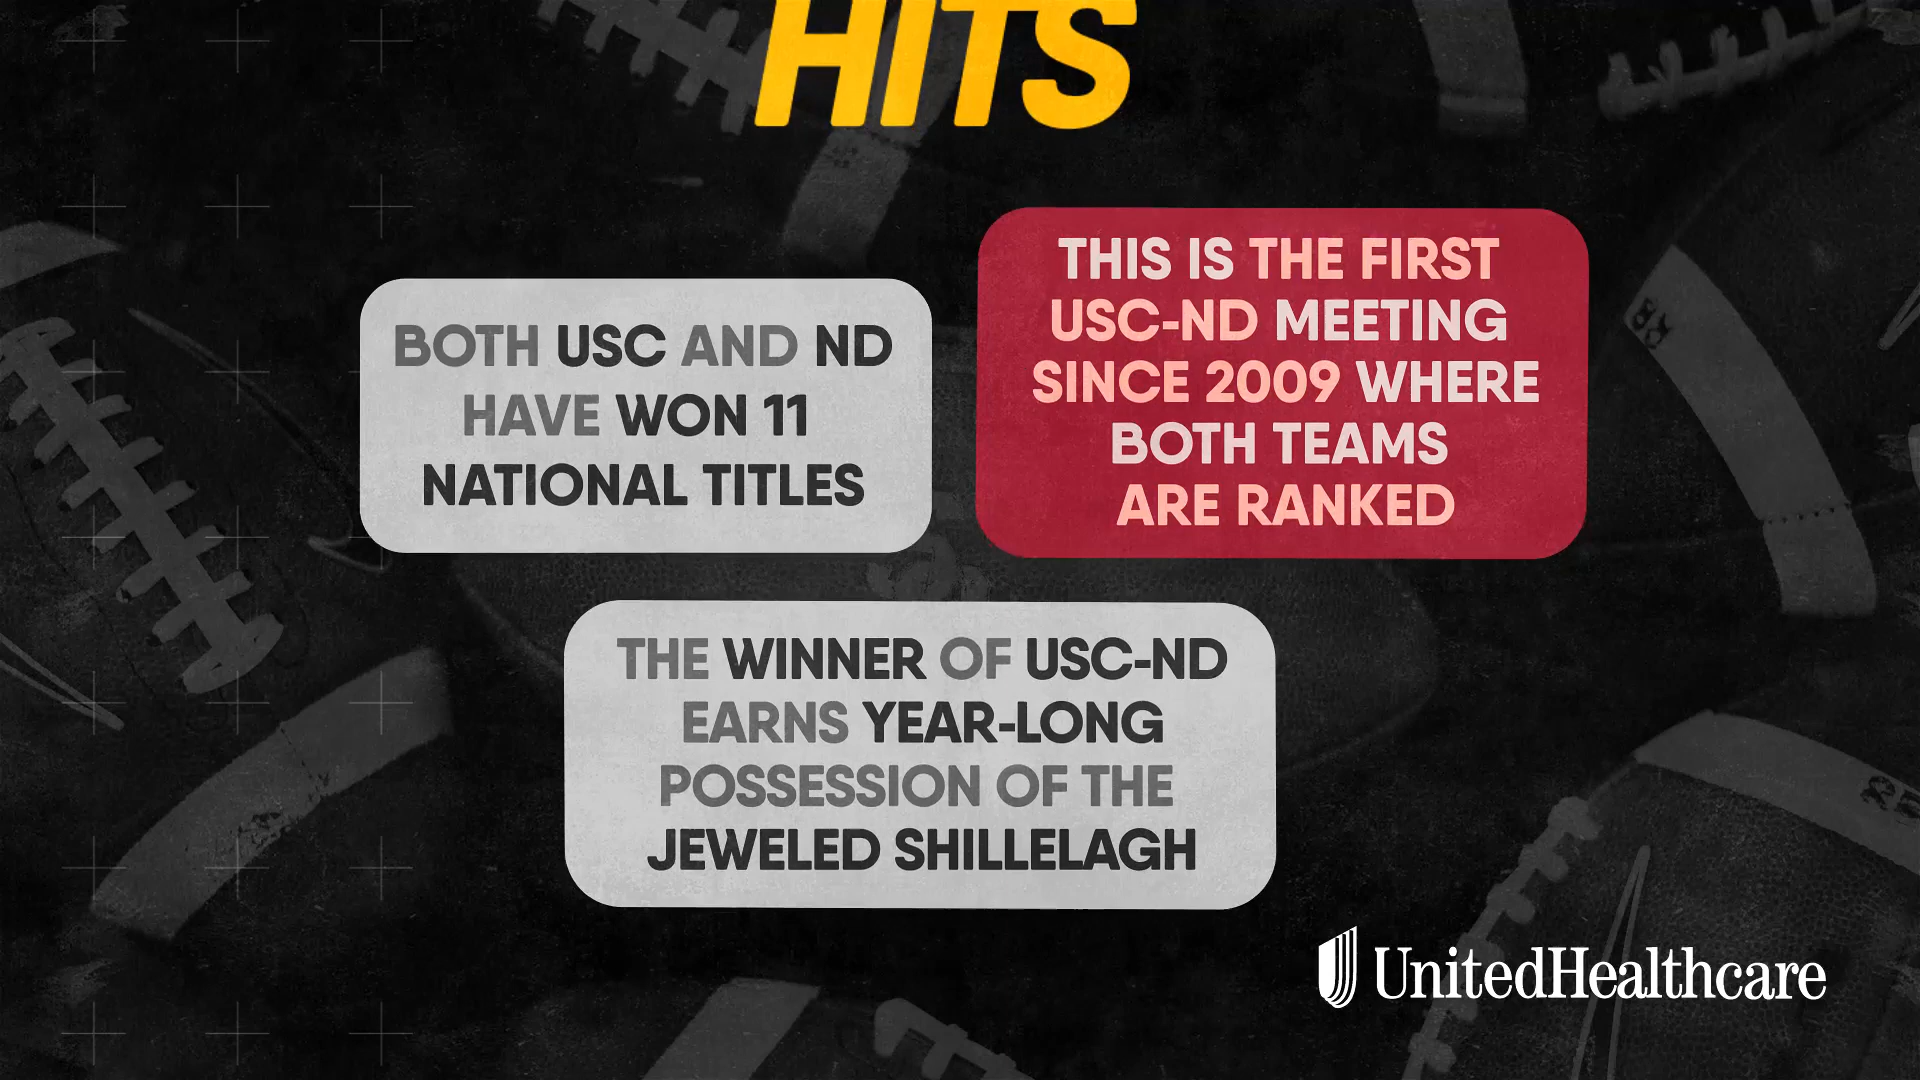 HITS
BOTH USC AND ND
HAVE WON 11
NATIONAL TITLES
THIS IS THE FIRST
USC-ND MEETING
SINCE 2009 WHERE
BOTH TEAMS
ARE RANKED
THE WINNER OF USC-ND
EARNS YEAR-LONG
POSSESSION OF THE
JEWELED SHILLELAGH
UnitedHealthcare